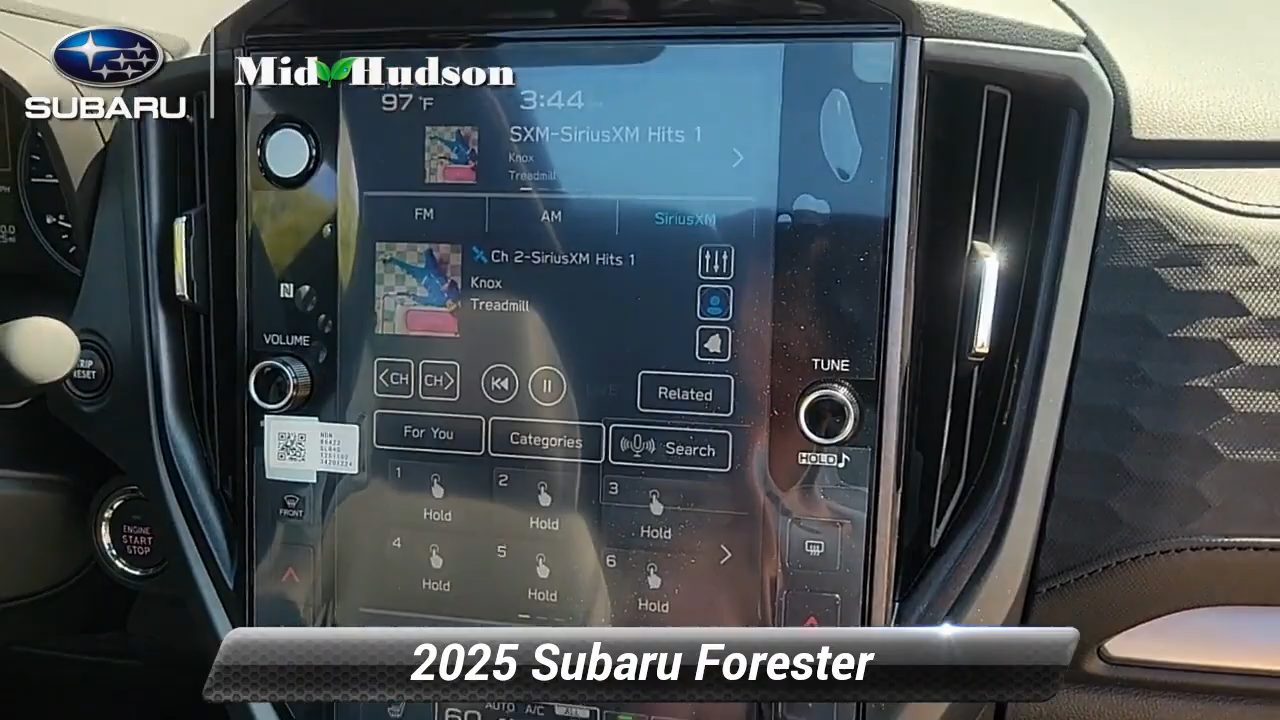 SUBARU
Mid Hudson
97 °F
3:44
SXM-SiriusXM Hits 1
Knox
Treadmill
FM
AM
SiriusXM
Ch 2-SiriusXM Hits 1
Knox
Treadmill
VOLUME
TUNE
TRIP
RESET
<CH
CH>
Related
For You
Categories
Search
HOLD♪
1
2
3
Hold
Hold
Hold
4
5
6
Hold
Hold
Hold
FRONT
ENGINE
START
STOP
2025 Subaru Forester
AUTO
A/C
ALL
60